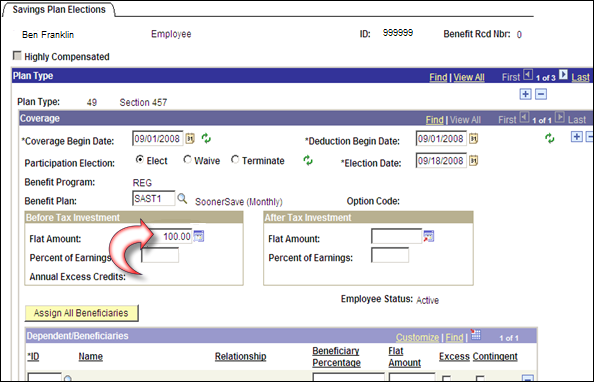 Savings Plan Elections
Ben Franklin Employee ID: 999999 Benefit Rcd Nbr: 0
Highly Compensated
Plan Type Find | View All First 1 of 3 Last
Plan Type: 49 Section 457
Coverage Find | View All First 1 of 1 Last
*Coverage Begin Date: 09/01/2008 *Deduction Begin Date: 09/01/2008
Participation Election: Elect Waive Terminate *Election Date: 09/18/2008
Benefit Program: REG
Benefit Plan: SAST1 SoonerSave (Monthly) Option Code:
Before Tax Investment After Tax Investment
Flat Amount: 100.00 Flat Amount:
Percent of Earnings: Percent of Earnings:
Annual Excess Credits:
Employee Status: Active
Assign All Beneficiaries
Dependent/Beneficiaries Customize | Find | 1 of 1
*ID Name Relationship Beneficiary Percentage Flat Amount Excess Contingent